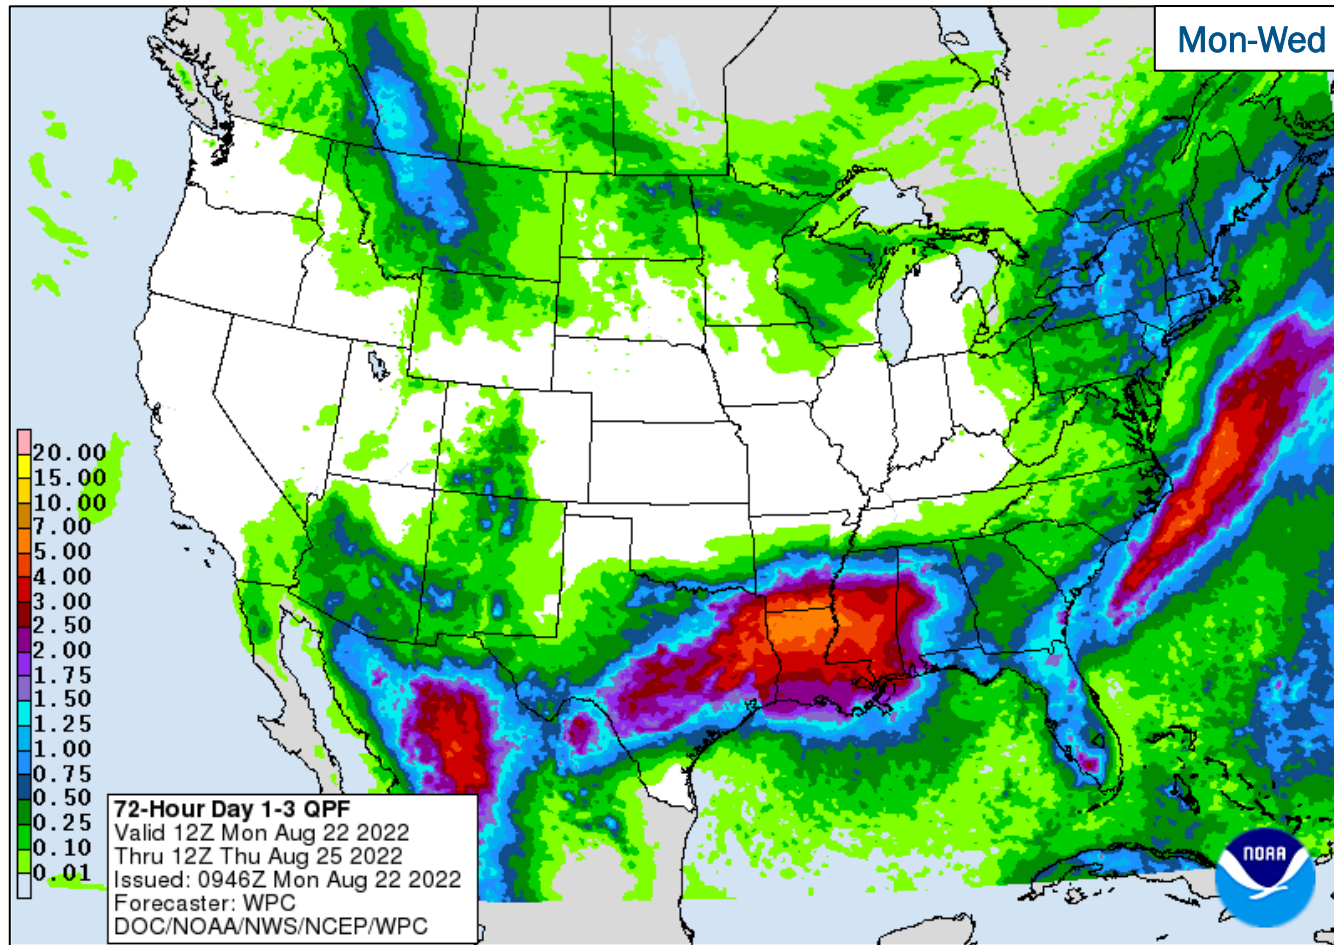 Mon-Wed
20.00
15.00
10.00
7.00
5.00
4.00
3.00
2.50
2.00
1.75
1.50
1.25
1.00
0.75
0.50
0.25
0.10
0.01
72-Hour Day 1-3 QPF
Valid 12Z Mon Aug 22 2022
Thru 12Z Thu Aug 25 2022
Issued: 0946Z Mon Aug 22 2022
Forecaster: WPC
DOC/NOAA/NWS/NCEP/WPC
NOAA